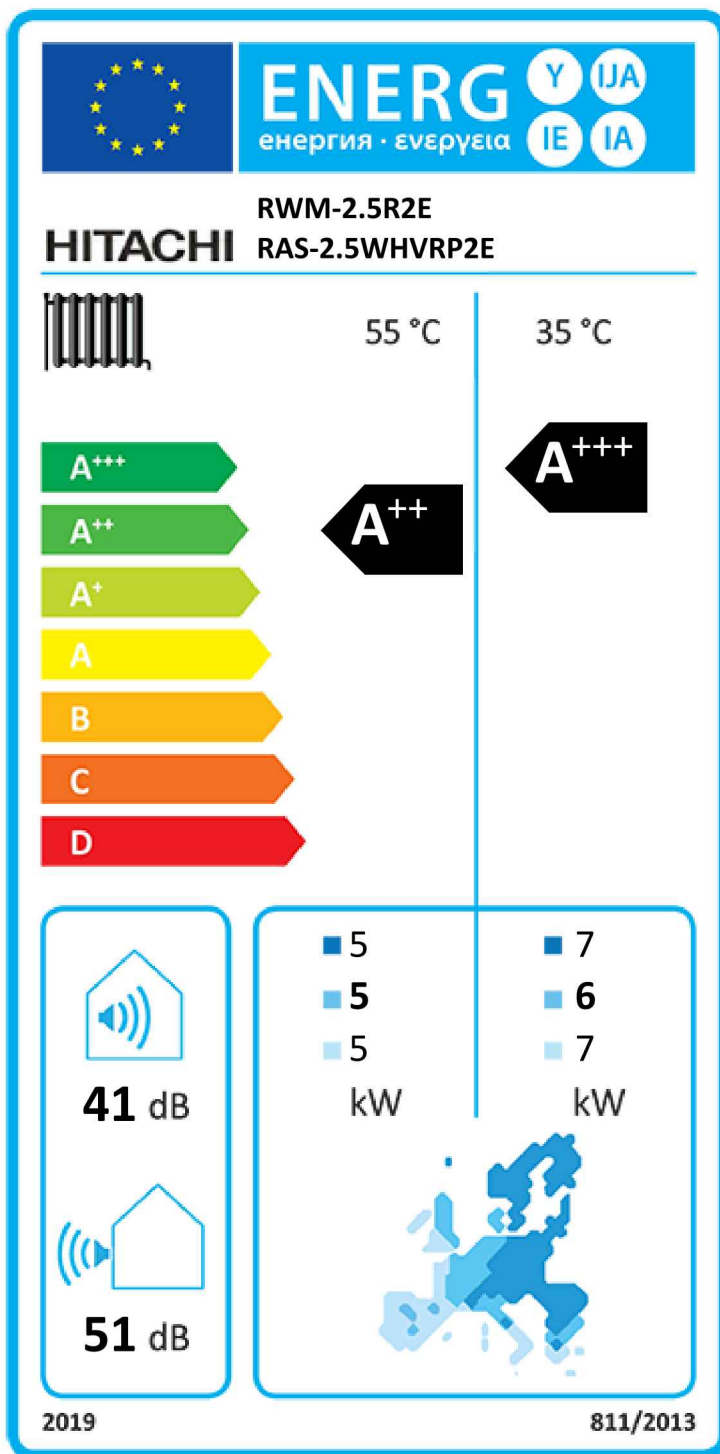 ENERG Y IJA
енергия · ενεργεια IE IA
HITACHI
RWM-2.5R2E
RAS-2.5WHVRP2E
55 °C 35 °C
A+++
A++
A+
A
B
C
D
A++
A+++
41 dB
51 dB
5 7
5 6
5 7
kW kW
2019 811/2013